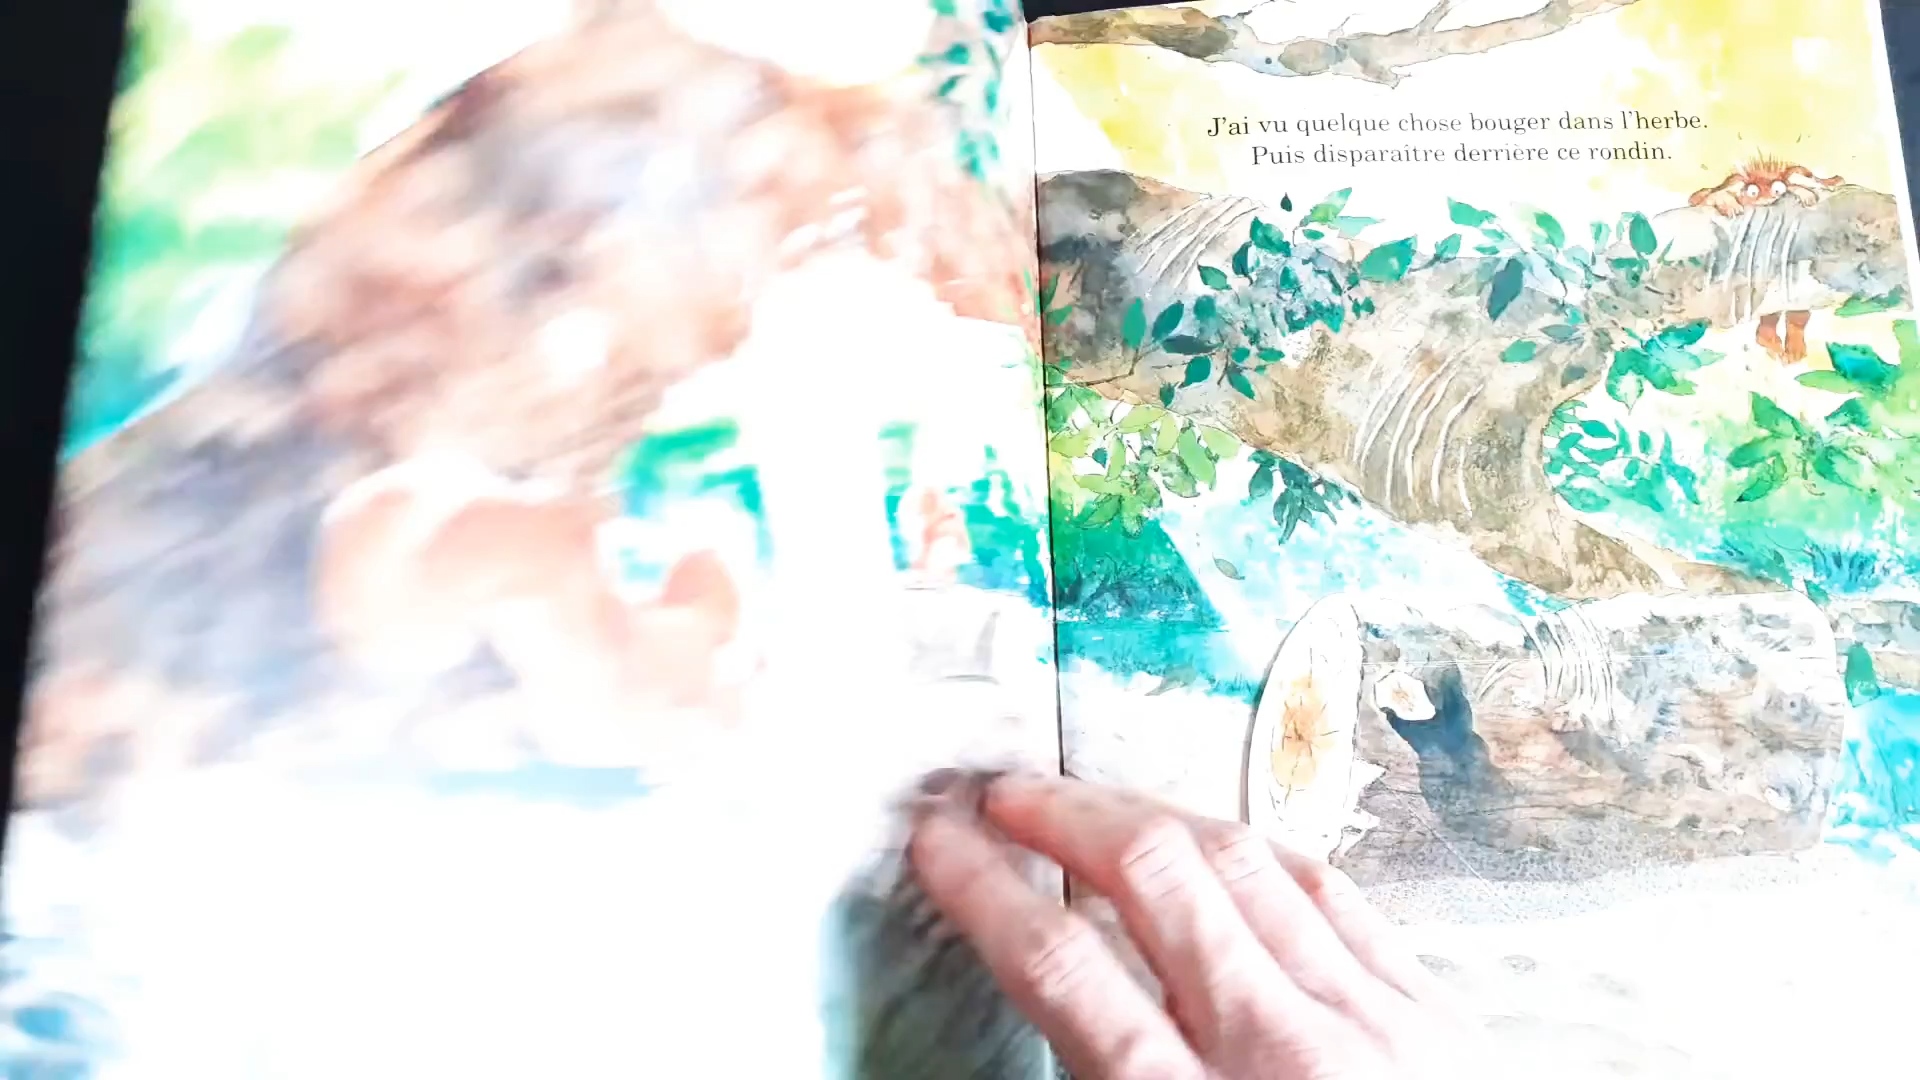 J'ai vu quelque chose bouger dans l'herbe.
Puis disparaître derrière ce rondin.